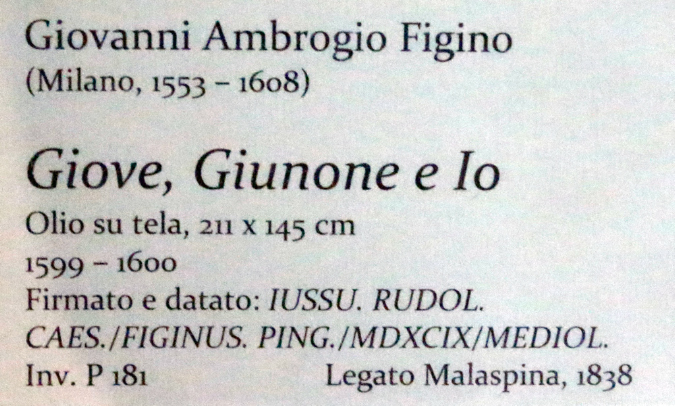 Giovanni Ambrogio Figino
(Milano, 1553 – 1608)
Giove, Giunone e Io
Olio su tela, 211 x 145 cm
1599 – 1600
Firmato e datato: IUSSU. RUDOL.
CAES./FIGINUS. PING./MDXCIX/MEDIOL.
Inv. P 181 Legato Malaspina, 1838